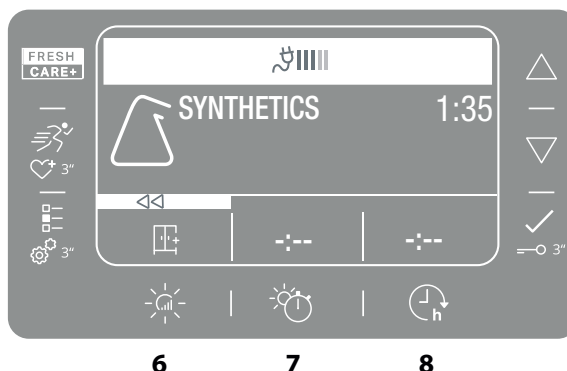 FRESH
CARE+
SYNTHETICS 1:35
3"
-:-- -:--
3" 3"
h
6 7 8